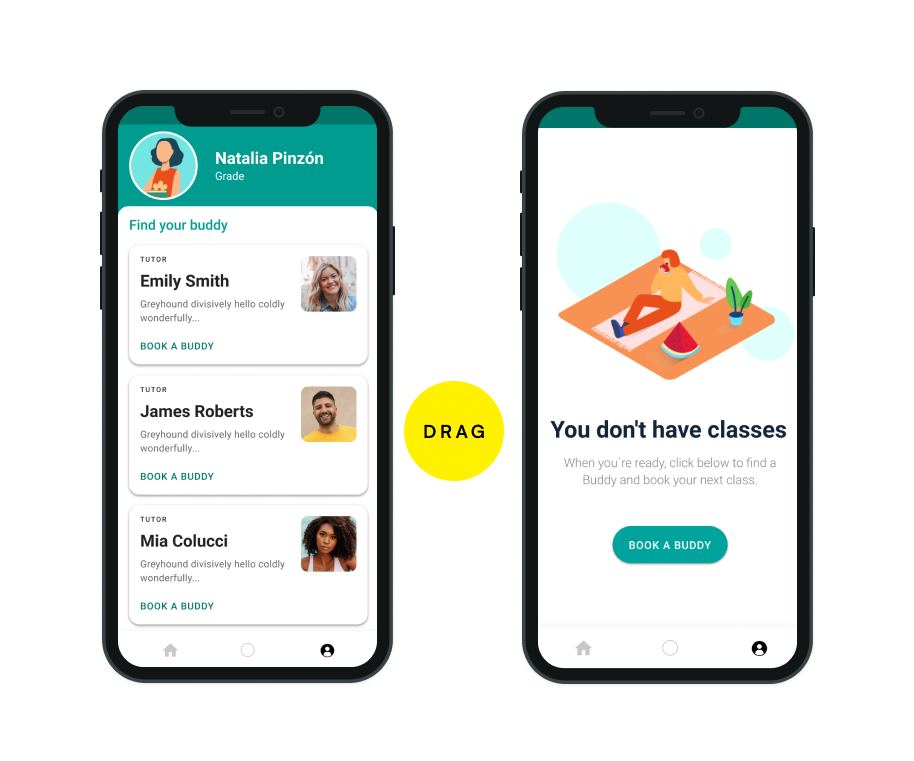 Natalia Pinzón
Grade
Find your buddy
TUTOR
Emily Smith
Greyhound divisively hello coldly
wonderfully...
BOOK A BUDDY
TUTOR
James Roberts
Greyhound divisively hello coldly
wonderfully...
BOOK A BUDDY
TUTOR
Mia Colucci
Greyhound divisively hello coldly
wonderfully...
BOOK A BUDDY
DRAG
You don't have classes
When you´re ready, click below to find a
Buddy and book your next class.
BOOK A BUDDY